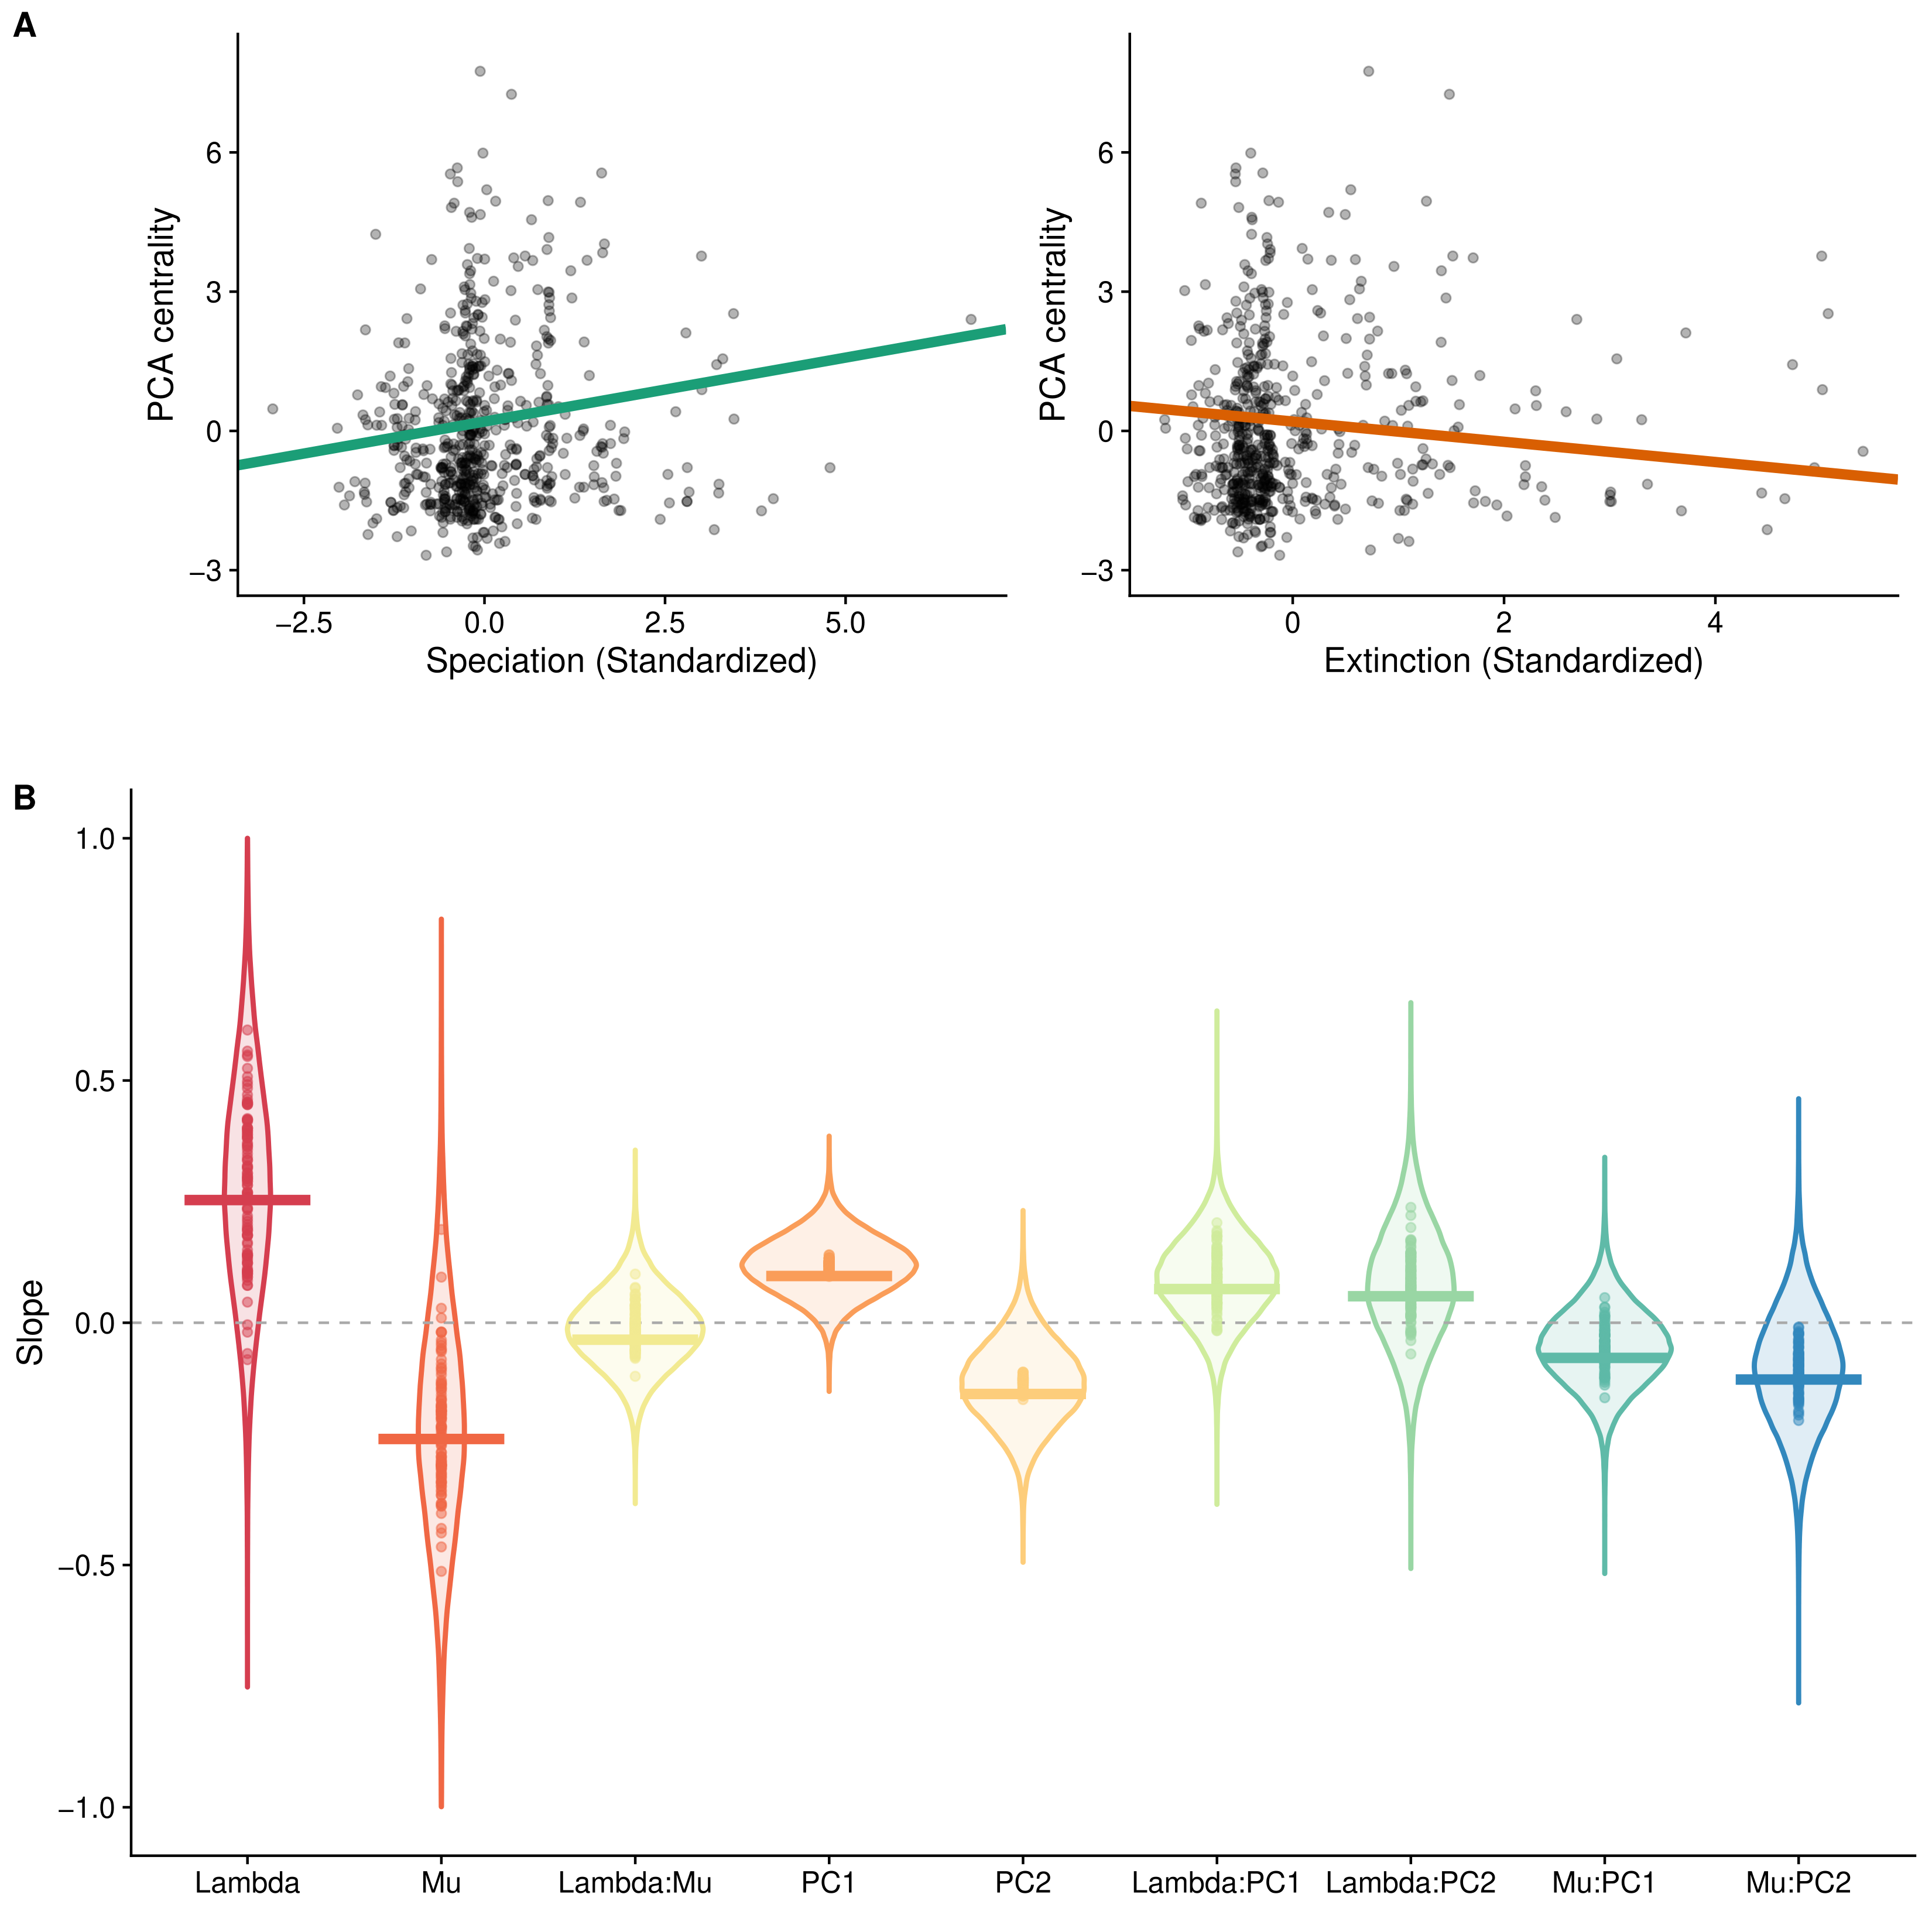 A
PCA centrality
6
3
0
−3
−2.5 0.0 2.5 5.0
Speciation (Standardized)
PCA centrality
6
3
0
−3
0 2 4
Extinction (Standardized)
B
Slope
1.0
0.5
0.0
−0.5
−1.0
Lambda Mu Lambda:Mu PC1 PC2 Lambda:PC1 Lambda:PC2 Mu:PC1 Mu:PC2